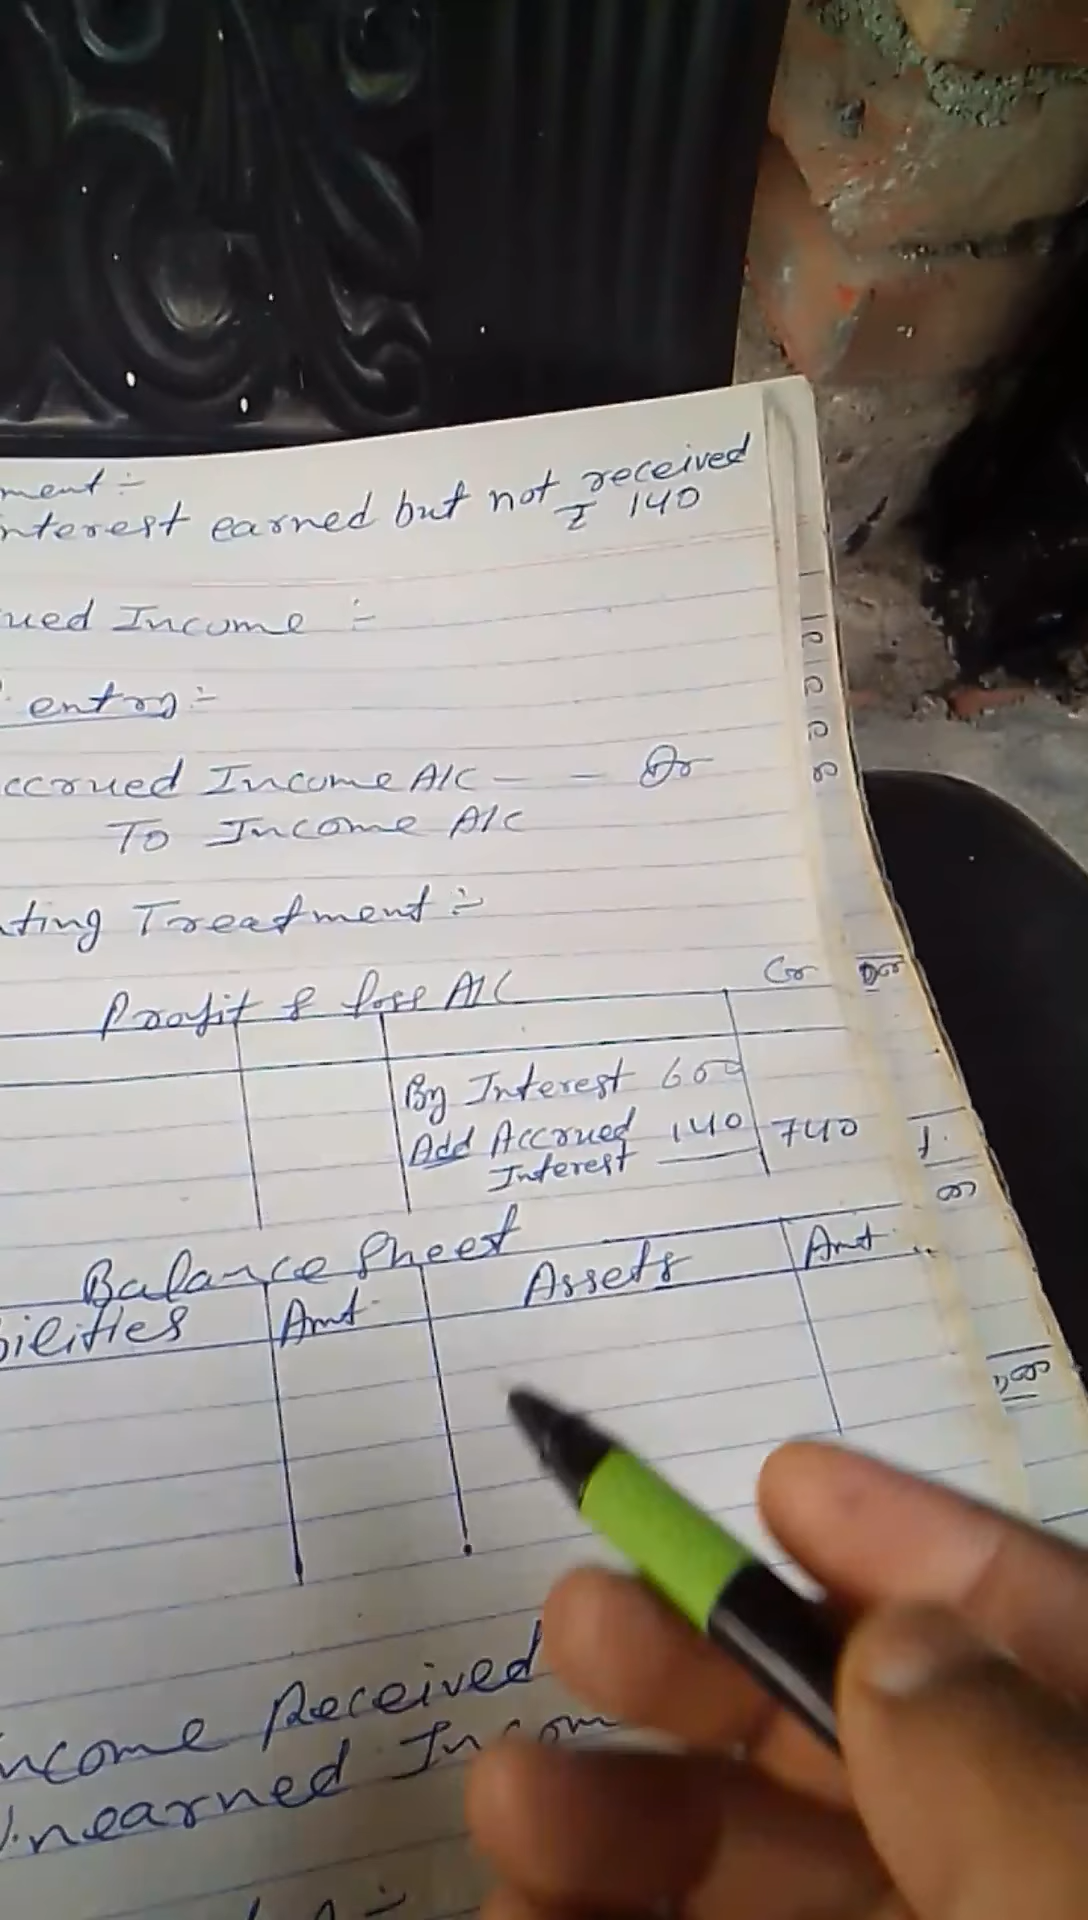 ment :-
nterest earned but not received
₹ 140
ued Income :-
entry:-
ccrued Income A/C - - Dr
To Income A/C
ting Treatment :-
Cr
Profit & loss A/C
By Interest 600
Add Accrued 140 740
Interest
Balance Sheet
bilities Amt Assets Amt
ncome Received
Unearned Incom